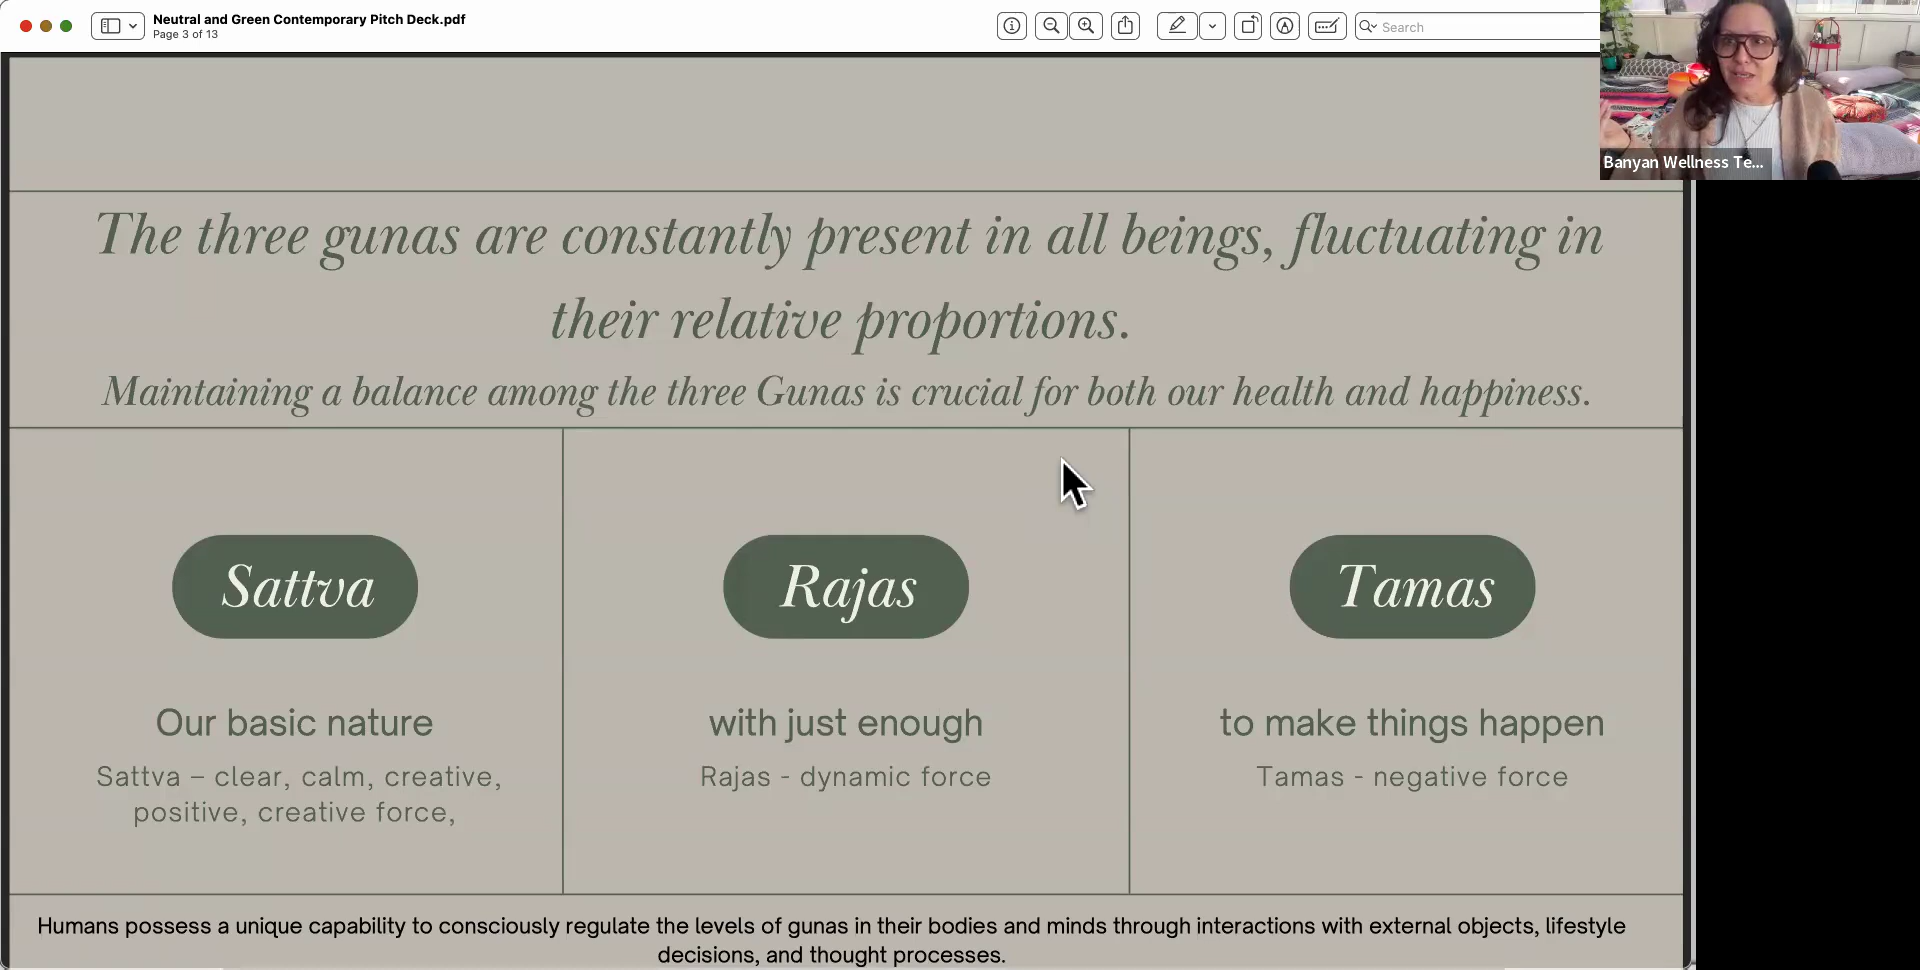 Neutral and Green Contemporary Pitch Deck.pdf
Page 3 of 13
Search
Banyan Wellness Te...
The three gunas are constantly present in all beings, fluctuating in
their relative proportions.
Maintaining a balance among the three Gunas is crucial for both our health and happiness.
Sattva
Our basic nature
Sattva – clear, calm, creative,
positive, creative force,
Rajas
with just enough
Rajas - dynamic force
Tamas
to make things happen
Tamas - negative force
Humans possess a unique capability to consciously regulate the levels of gunas in their bodies and minds through interactions with external objects, lifestyle
decisions, and thought processes.